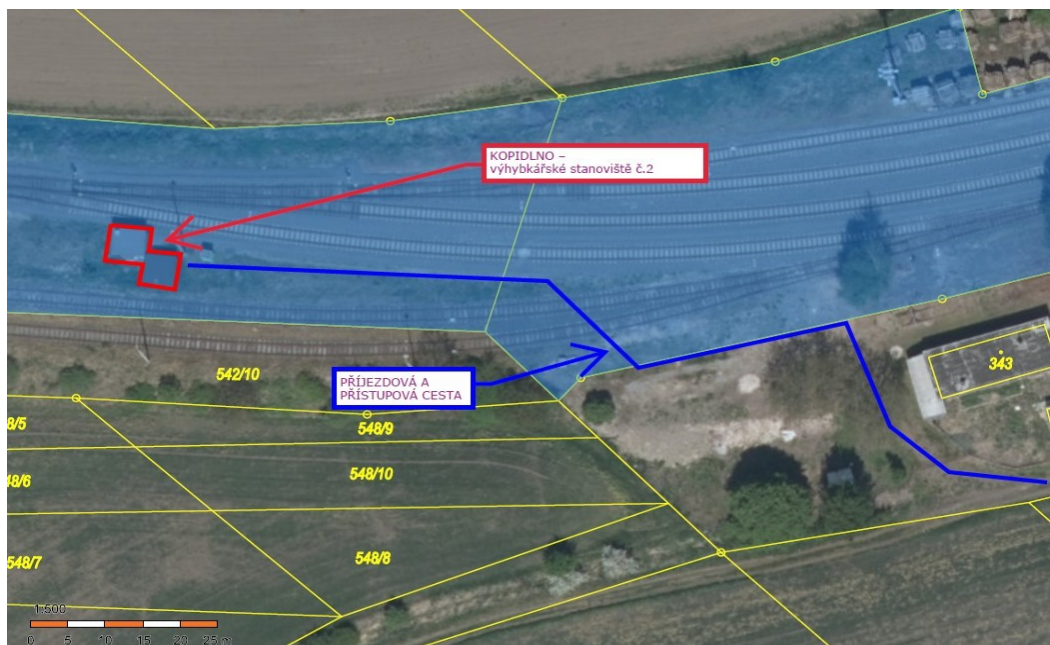 KOPIDLNO –
výhybkářské stanoviště č.2
343
542/10
PŘÍJEZDOVÁ A
PŘÍSTUPOVÁ CESTA
8/5
548/9
548/10
48/6
548/7
548/8
1:500
0 5 10 15 20 25 m